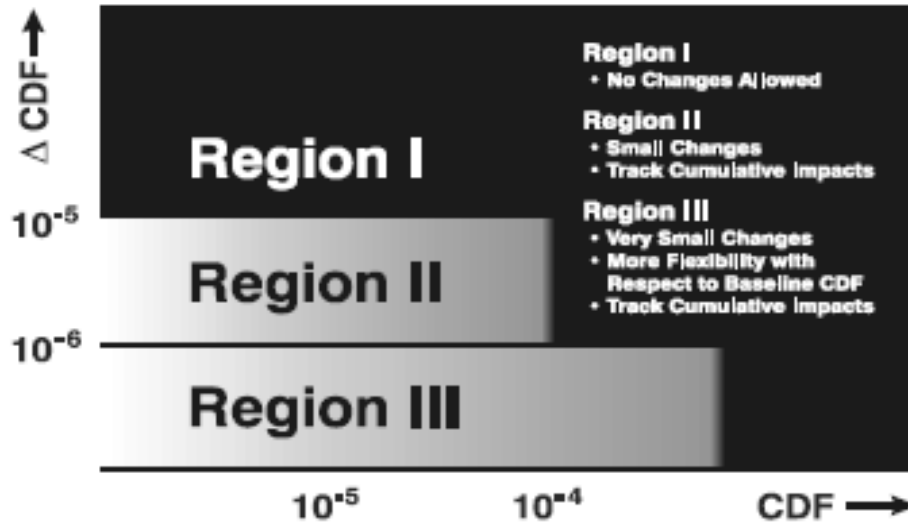 Δ CDF→
Region I
• No Changes Allowed
Region II
• Small Changes
• Track Cumulative Impacts
Region III
• Very Small Changes
• More Flexibility with
Respect to Baseline CDF
• Track Cumulative Impacts
Region I
10⁻⁵
Region II
10⁻⁶
Region III
10⁻⁵ 10⁻⁴ CDF→